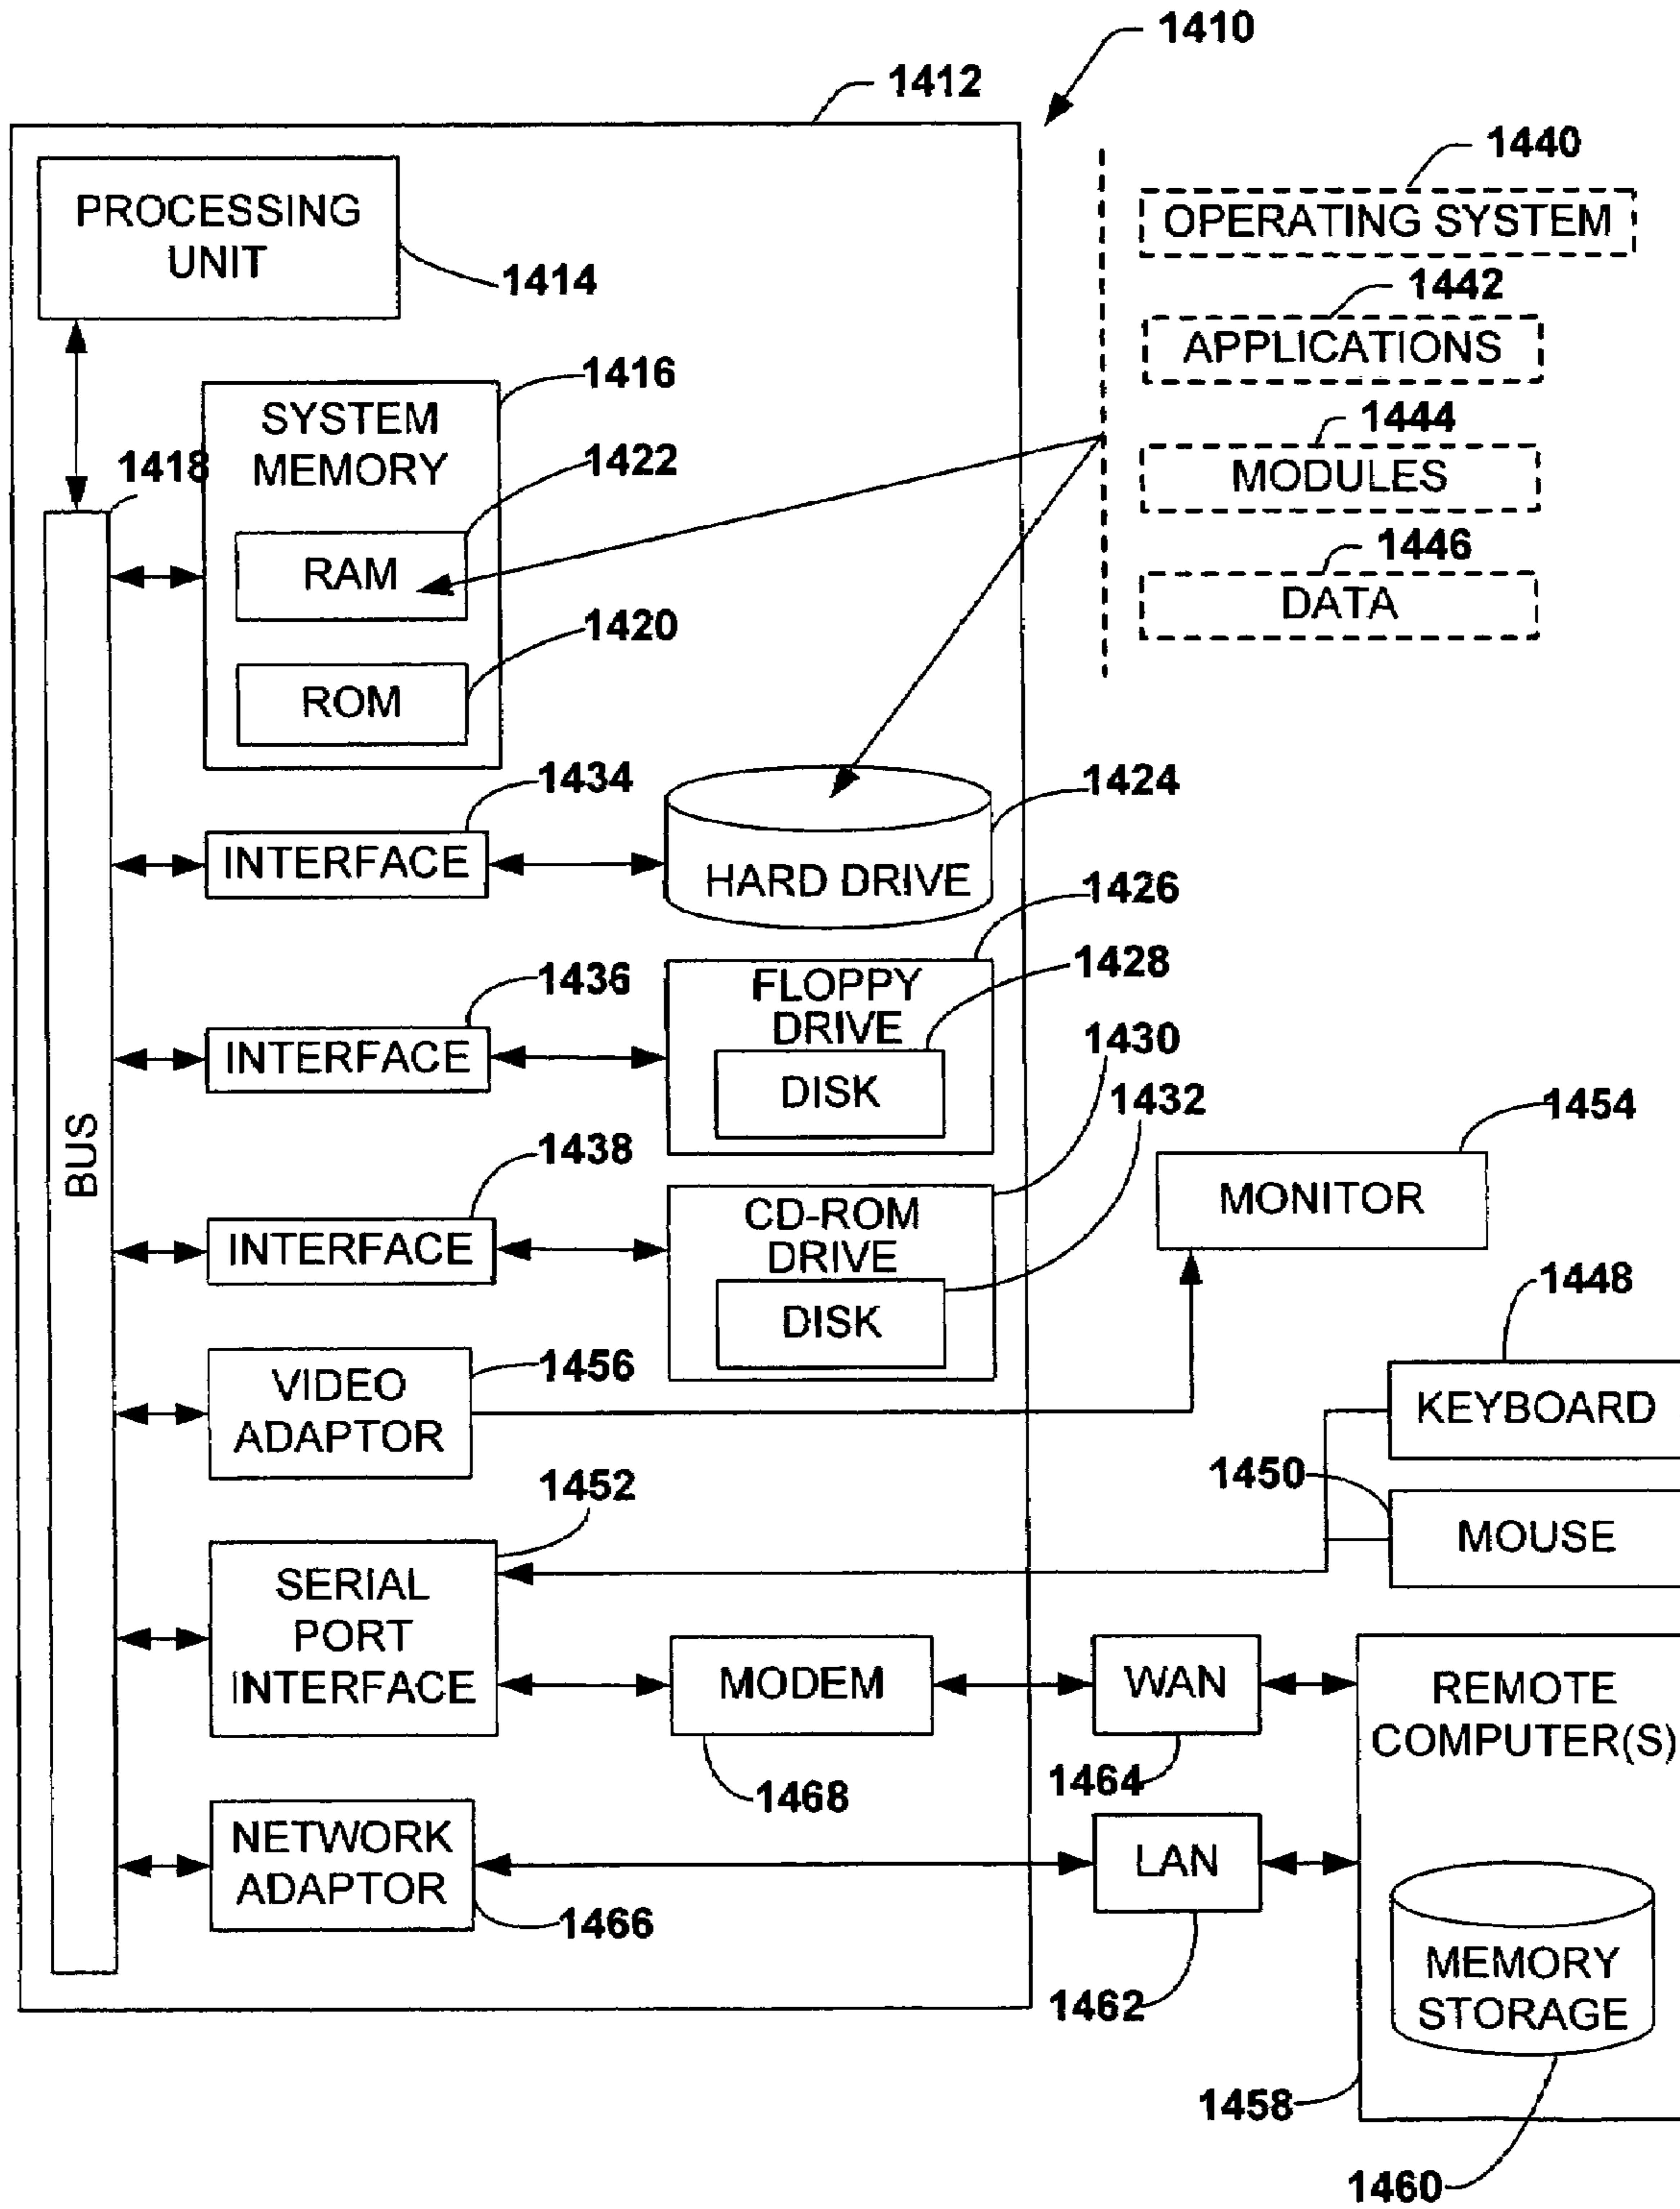 1410
1412
1440
PROCESSING
UNIT
OPERATING SYSTEM
1414
1442
APPLICATIONS
1416
SYSTEM
MEMORY
1444
1418
1422
MODULES
1446
RAM
DATA
1420
ROM
1434
1424
INTERFACE
HARD DRIVE
1426
1436
FLOPPY
DRIVE
1428
1430
INTERFACE
DISK
1432
1454
BUS
1438
MONITOR
CD-ROM
DRIVE
INTERFACE
1448
DISK
1456
VIDEO
ADAPTOR
KEYBOARD
1450
1452
MOUSE
SERIAL
PORT
INTERFACE
MODEM
WAN
REMOTE
COMPUTER(S)
1464
1468
NETWORK
ADAPTOR
LAN
1466
MEMORY
STORAGE
1462
1458
1460